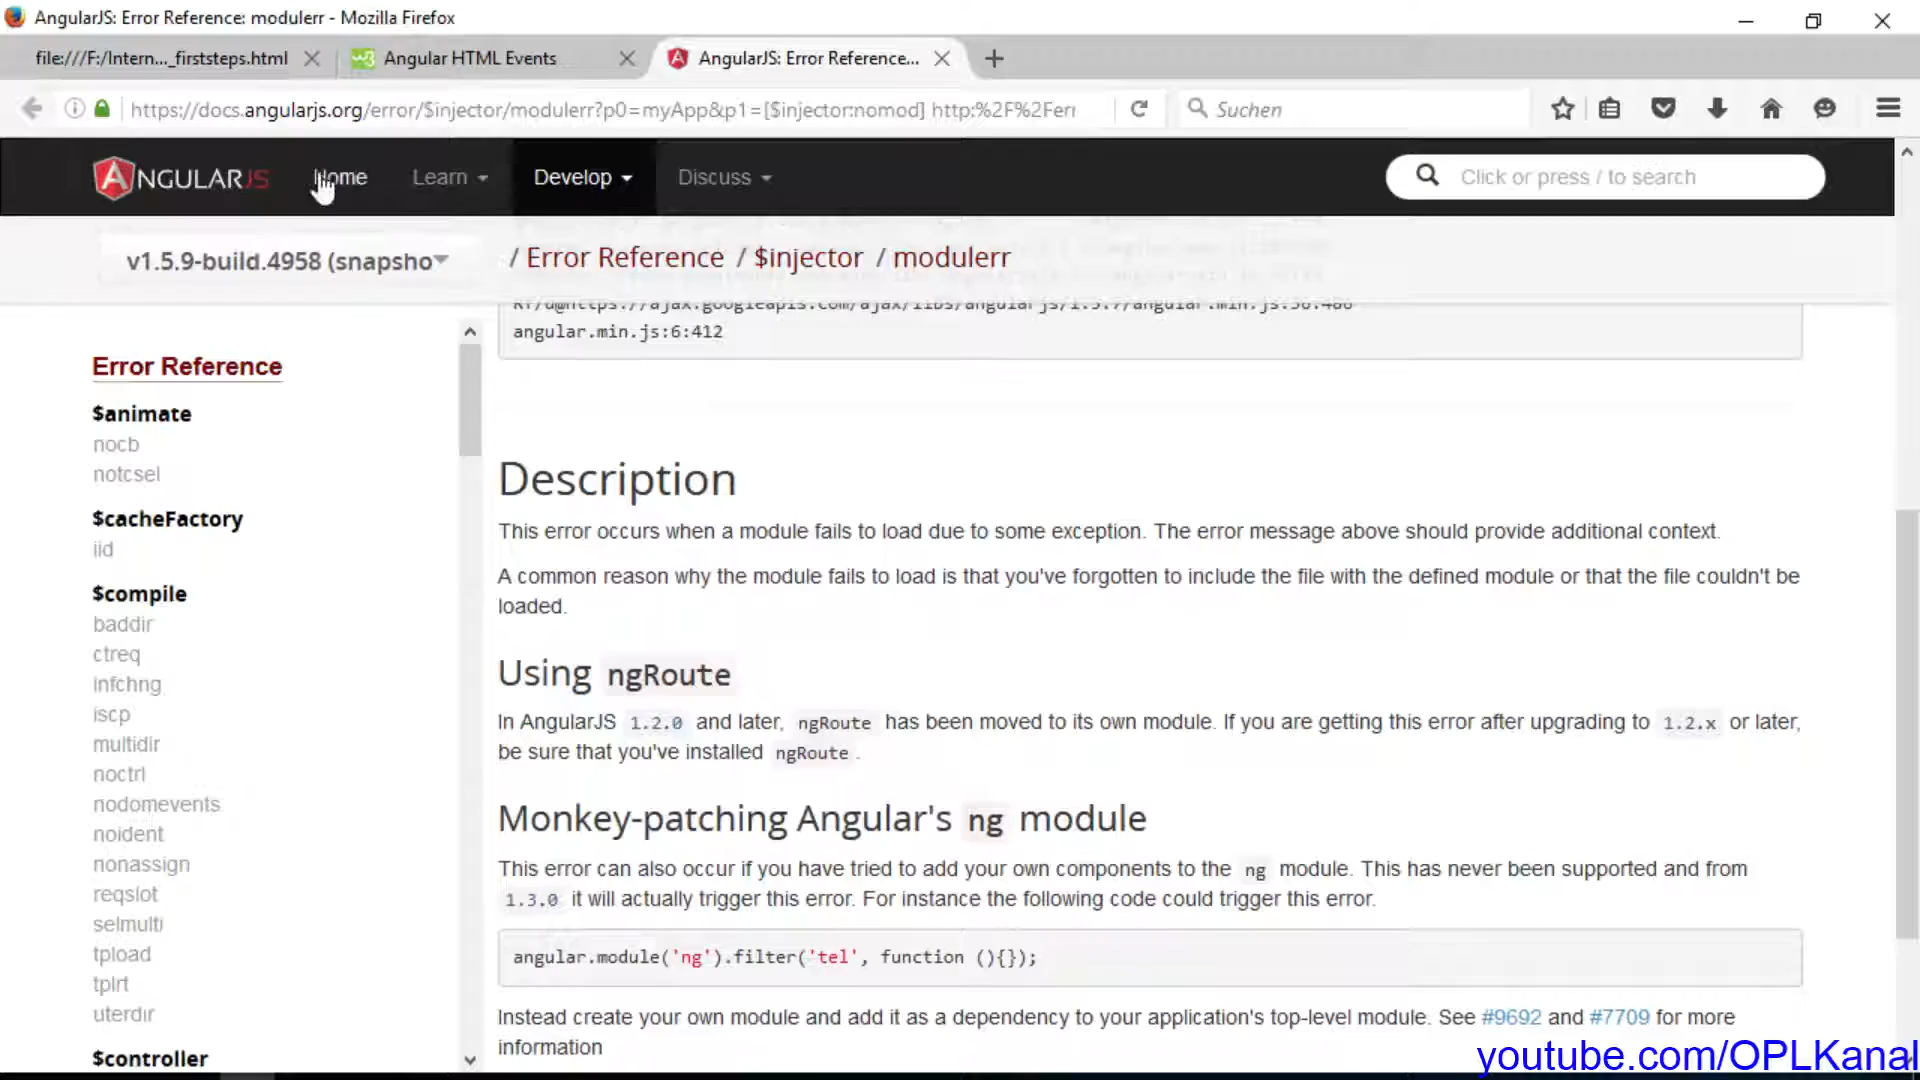 AngularJS: Error Reference: modulerr - Mozilla Firefox
file:///F:/Intern..._firststeps.html
Angular HTML Events
AngularJS: Error Reference...
https://docs.angularjs.org/error/$injector/modulerr?p0=myApp&p1=[$injector:nomod] http:%2F%2Ferr
Suchen
ANGULARJS
Home
Learn
Develop
Discuss
Click or press / to search
v1.5.9-build.4958 (snapsho
/ Error Reference / $injector / modulerr
angular.min.js:6:412
Error Reference
$animate
nocb
notcsel
$cacheFactory
iid
$compile
baddir
ctreq
infchng
iscp
multidir
noctrl
nodomevents
noident
nonassign
reqslot
selmulti
tpload
tplrt
uterdir
$controller
Description
This error occurs when a module fails to load due to some exception. The error message above should provide additional context.
A common reason why the module fails to load is that you've forgotten to include the file with the defined module or that the file couldn't be
loaded.
Using ngRoute
In AngularJS 1.2.0 and later, ngRoute has been moved to its own module. If you are getting this error after upgrading to 1.2.x or later,
be sure that you've installed ngRoute.
Monkey-patching Angular's ng module
This error can also occur if you have tried to add your own components to the ng module. This has never been supported and from
1.3.0 it will actually trigger this error. For instance the following code could trigger this error.
angular.module('ng').filter('tel', function (){});
Instead create your own module and add it as a dependency to your application's top-level module. See #9692 and #7709 for more
information
youtube.com/OPLKanal